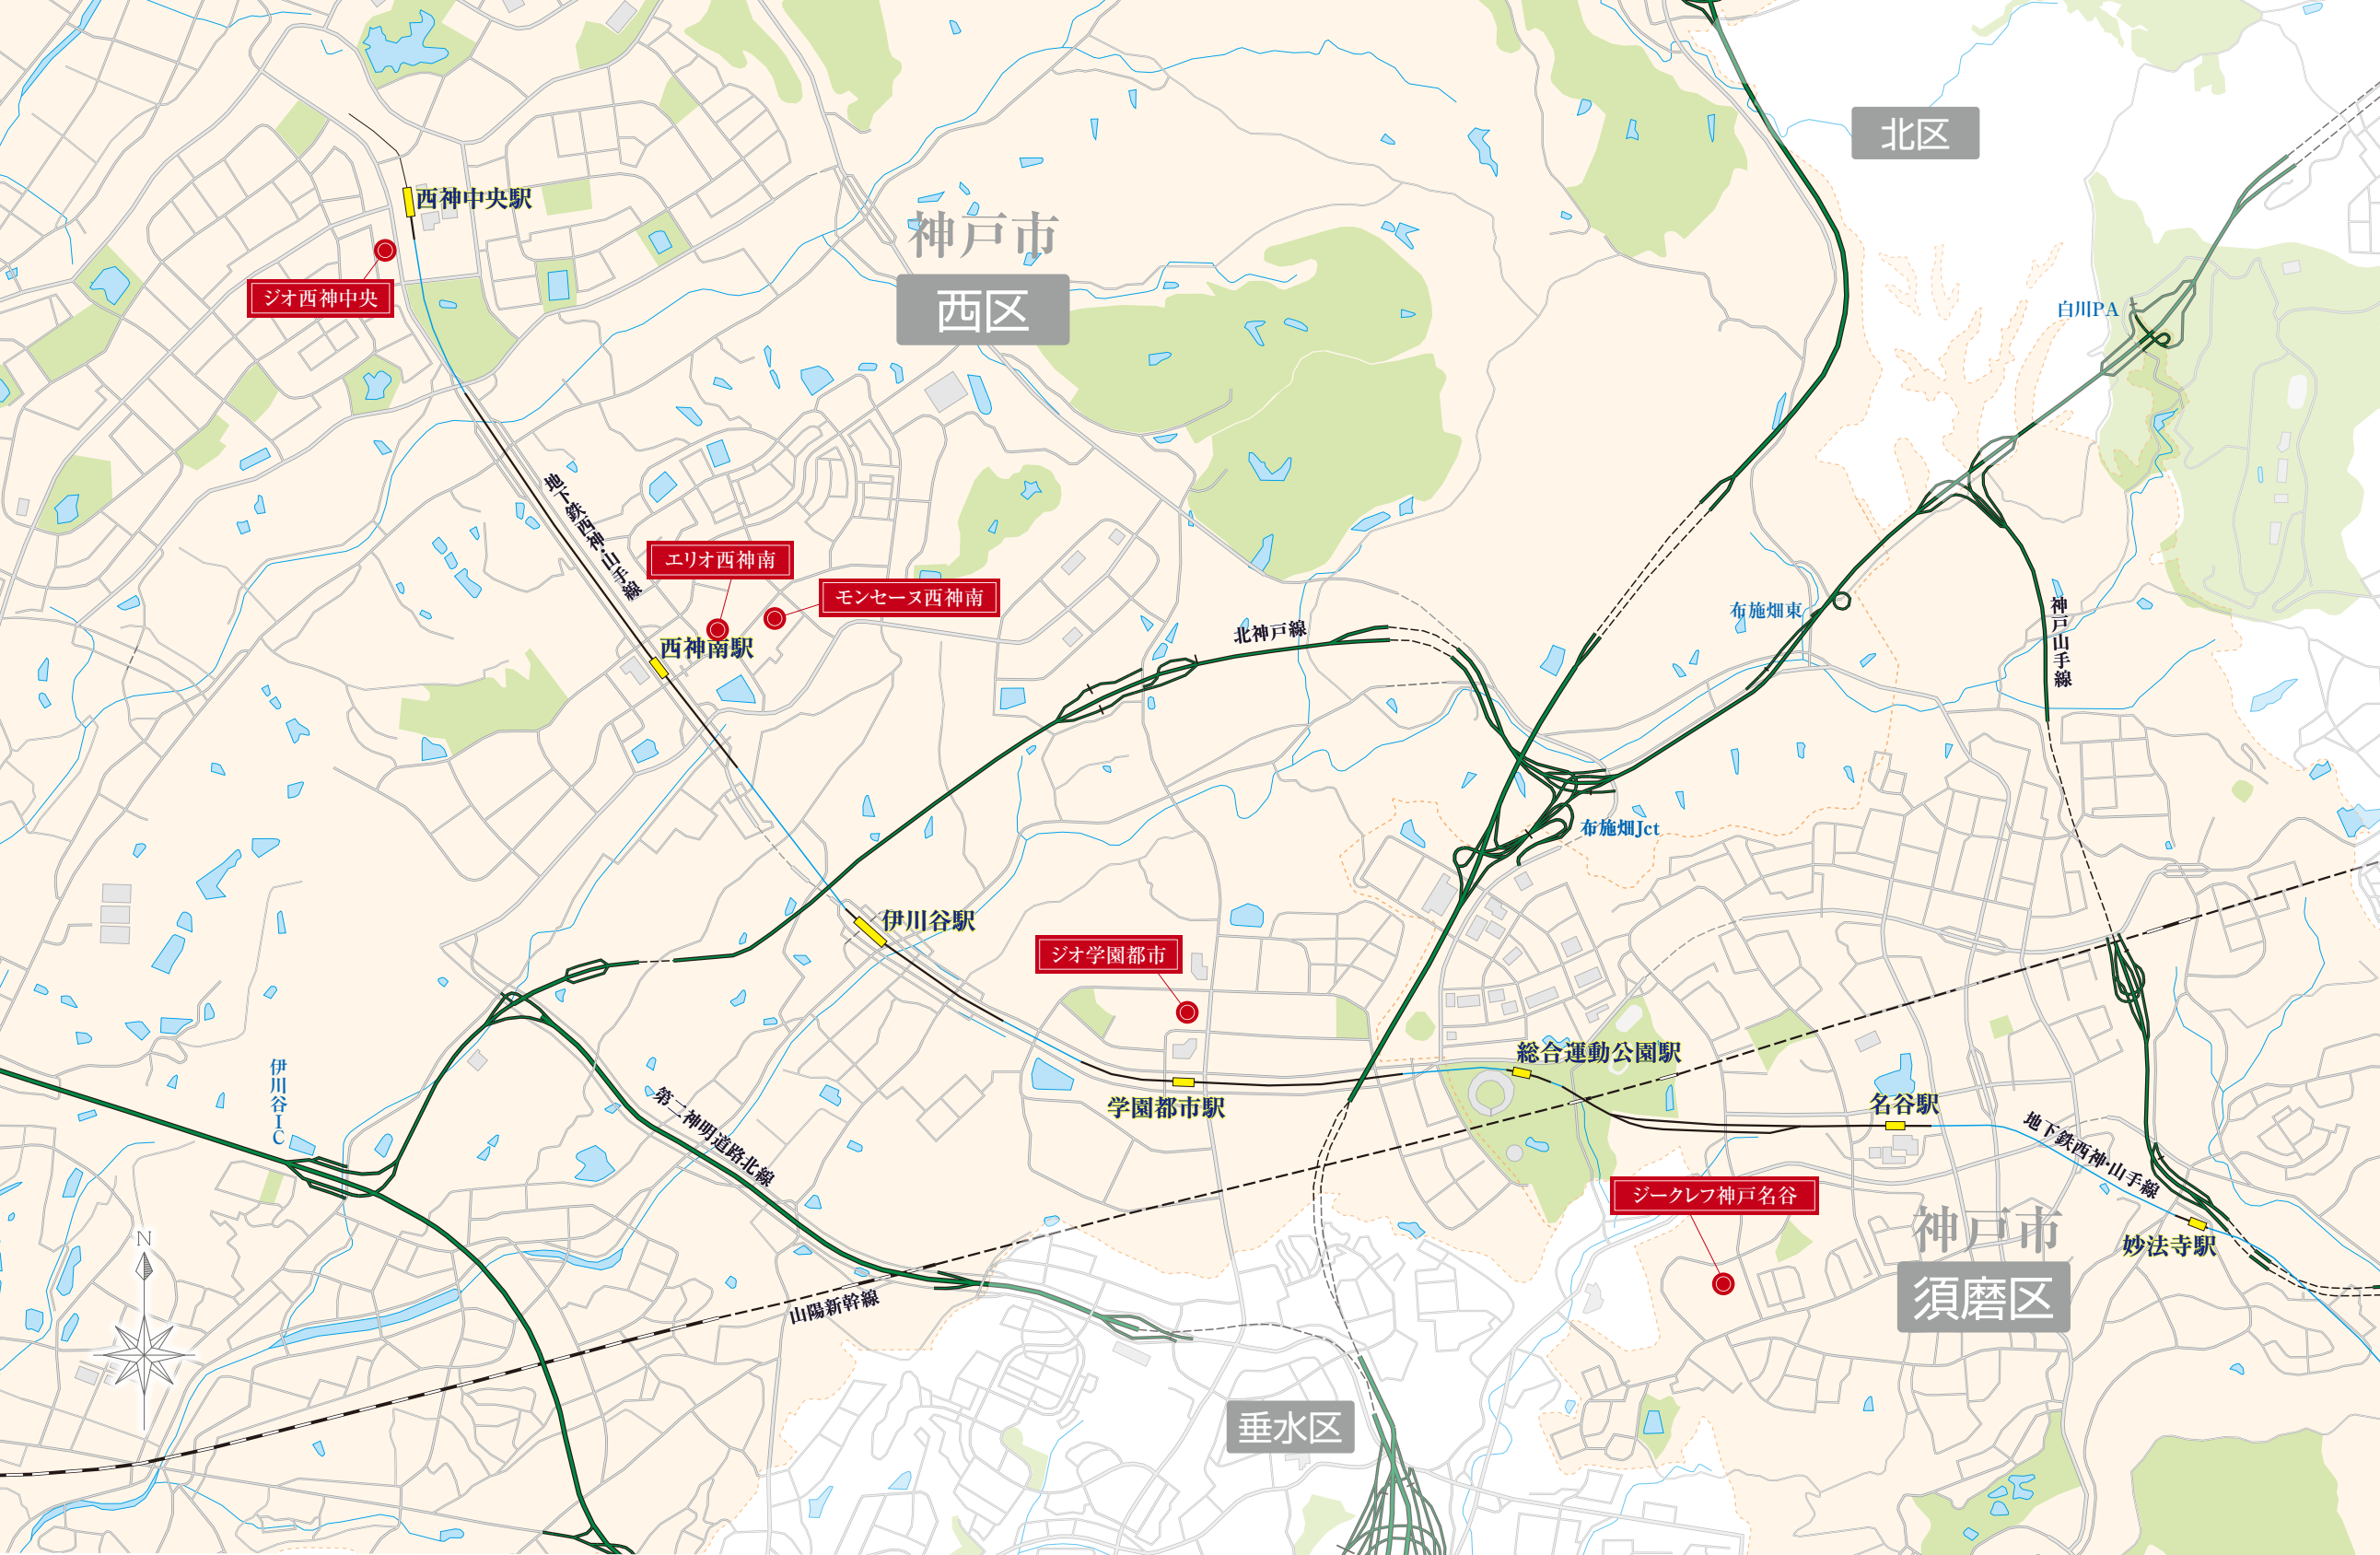 北区
西神中央駅
神戸市
西区
ジオ西神中央
白川PA
地下鉄西神・山手線
エリオ西神南
モンセーヌ西神南
西神南駅
北神戸線
布施畑東
神戸山手線
布施畑Jct
伊川谷駅
ジオ学園都市
総合運動公園駅
伊川谷IC
学園都市駅
名谷駅
第二神明道路北線
地下鉄西神・山手線
ジークレフ神戸名谷
神戸市
須磨区
妙法寺駅
N
山陽新幹線
垂水区